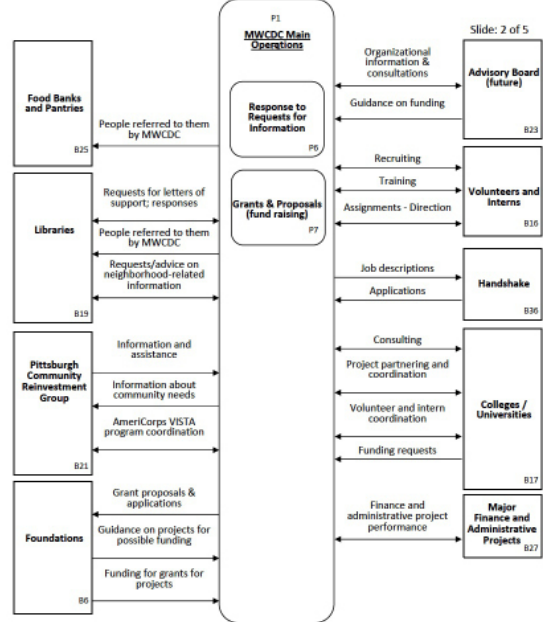 P1
MWCDC Main
Operations
Slide: 2 of 5
Food Banks
and Pantries
B25
People referred to them
by MWCDC
Response to
Requests for
Information
P6
Organizational
information &
consultations
Guidance on funding
Advisory Board
(future)
B23
Libraries
B19
Requests for letters of
support; responses
People referred to them
by MWCDC
Requests/advice on
neighborhood-related
information
Grants & Proposals
(fund raising)
P7
Recruiting
Training
Assignments - Direction
Volunteers and
Interns
B16
Job descriptions
Applications
Handshake
B36
Pittsburgh
Community
Reinvestment
Group
B21
Information and
assistance
Information about
community needs
AmeriCorps VISTA
program coordination
Consulting
Project partnering and
coordination
Volunteer and intern
coordination
Funding requests
Colleges /
Universities
B17
Foundations
B6
Grant proposals &
applications
Guidance on projects for
possible funding
Funding for grants for
projects
Finance and
administrative project
performance
Major
Finance and
Administrative
Projects
B27